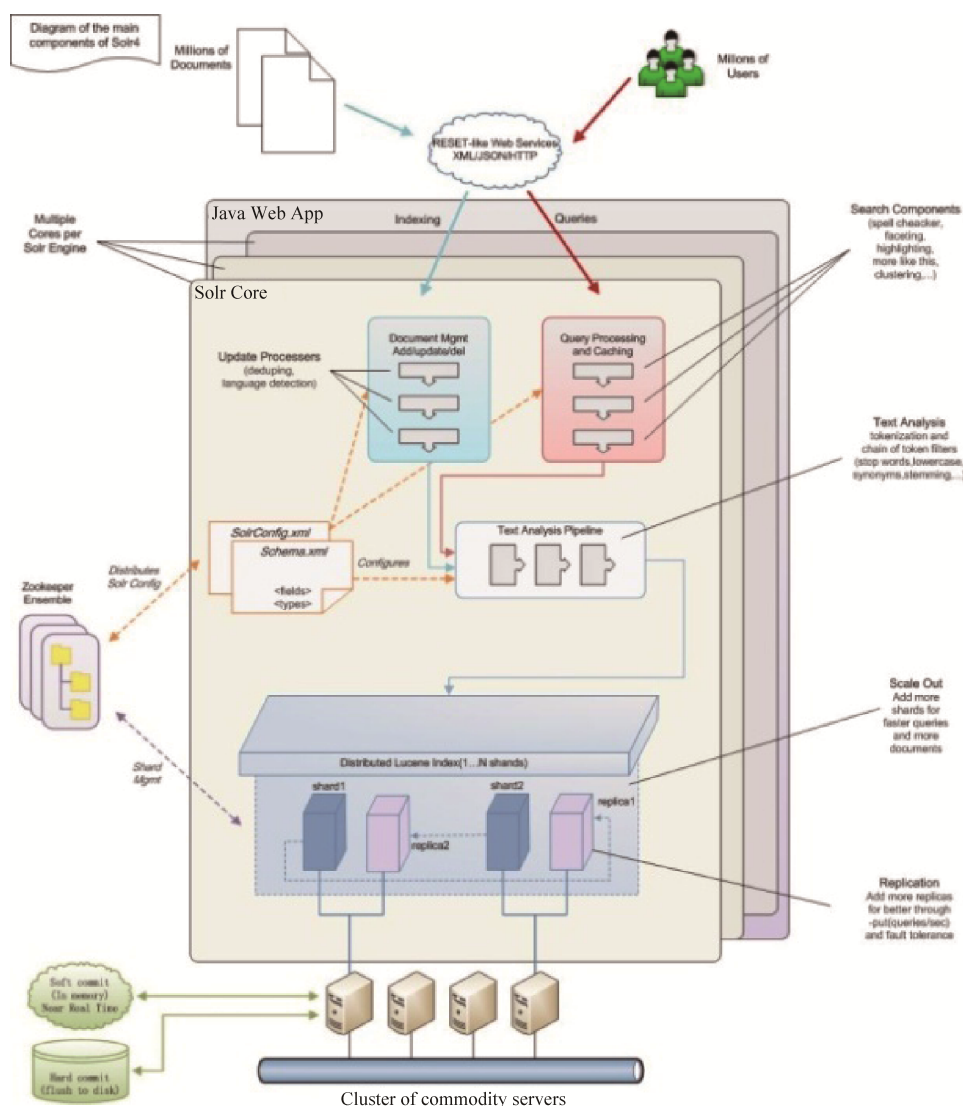 Diagram of the main
components of Solr4
Millions of
Documents
Millons of
Users
RESET-like Web Services
XML/JSON/HTTP
Java Web App
Indexing
Queries
Multiple
Cores per
Solr Engine
Search Components
(spell cheacker,
faceting,
highlighting,
more like this,
clustering,...)
Solr Core
Document Mgmt
Add/update/del
Query Processing
and Caching
Update Processers
(deduping,
language detection)
Text Analysis
tokenization and
chain of token filters
(stop words,lowercase,
synonyms,stemming,...)
SolrConfig.xml
Schema.xml
<fields>
<types>
Configures
Text Analysis Pipeline
Distributes
Solr Config
Zookeeper
Ensemble
Scale Out
Add more
shards for
faster queries
and more
documents
Shard
Mgmt
Distributed Lucene Index(1...N shands)
shard1
replica2
shard2
replica1
Replication
Add more replicas
for better through
-put(queries/sec)
and fault tolerance
Soft commit
(In memory)
Near Real Time
Hard commit
(flush to disk)
Cluster of commodity servers